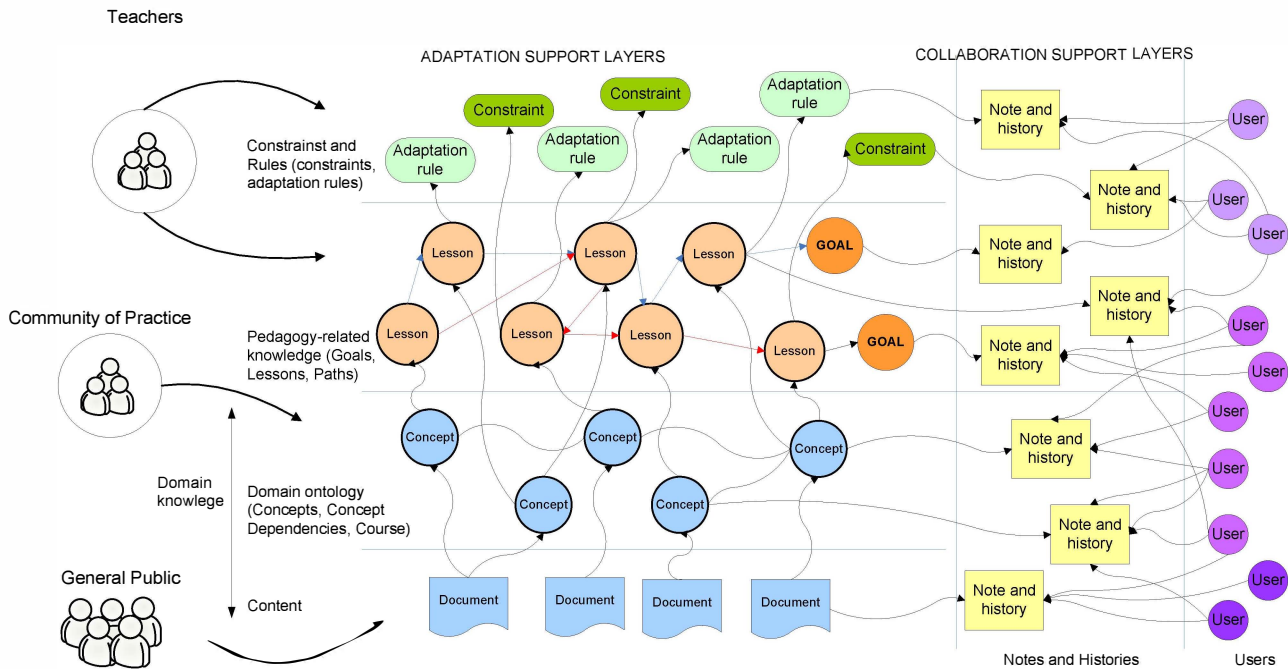 Teachers
ADAPTATION SUPPORT LAYERS
COLLABORATION SUPPORT LAYERS
Constraint
Constraint
Adaptation
rule
Note and
history
User
Adaptation
rule
Adaptation
rule
Adaptation
rule
Constraint
Constrainst and
Rules (constraints,
adaptation rules)
Note and
history
User
User
Lesson
Lesson
Lesson
GOAL
Note and
history
Note and
history
Community of Practice
Pedagogy-related
knowledge (Goals,
Lessons, Paths)
Lesson
Lesson
Lesson
Lesson
GOAL
Note and
history
User
User
User
Concept
Concept
Concept
Note and
history
User
Domain
knowlege
Domain ontology
(Concepts, Concept
Dependencies, Course)
Concept
Concept
Note and
history
User
General Public
Content
Document
Document
Document
Document
Note and
history
User
User
Notes and Histories
Users